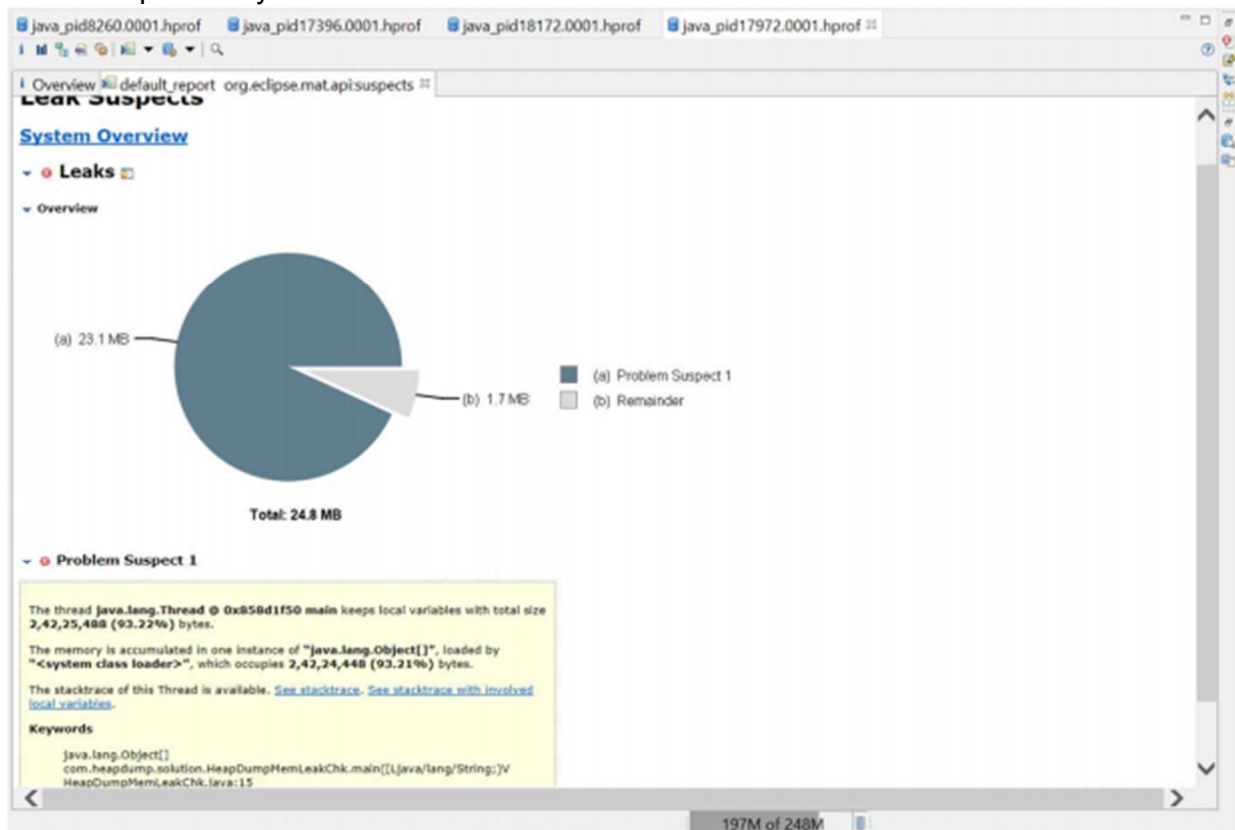 java_pid8260.0001.hprof java_pid17396.0001.hprof java_pid18172.0001.hprof java_pid17972.0001.hprof
Overview default_report org.eclipse.mat.api:suspects
Leak Suspects
System Overview
Leaks
Overview
(a) 23.1 MB
(a) Problem Suspect 1
(b) 1.7 MB
(b) Remainder
Total: 24.8 MB
Problem Suspect 1
The thread java.lang.Thread @ 0x858d1f50 main keeps local variables with total size
2,42,25,488 (93.22%) bytes.
The memory is accumulated in one instance of "java.lang.Object[]", loaded by
"<system class loader>", which occupies 2,42,24,448 (93.21%) bytes.
The stacktrace of this Thread is available. See stacktrace. See stacktrace with involved
local variables.
Keywords
java.lang.Object[]
com.heapdump.solution.HeapDumpMemLeakChk.main([Ljava/lang/String;)V
HeapDumpMemLeakChk.java:15
197M of 248M